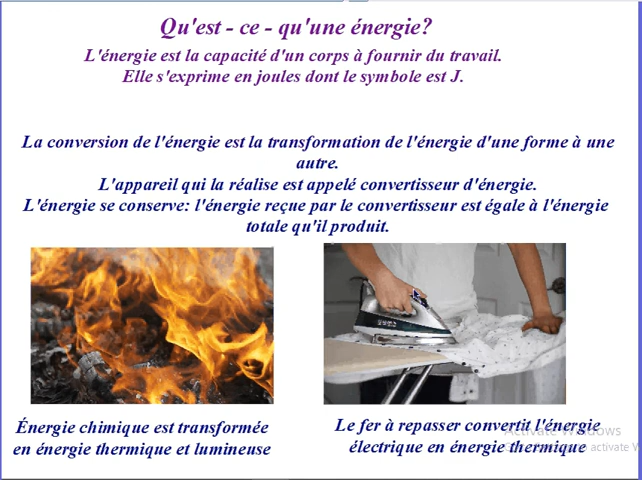 Qu'est - ce - qu'une énergie?
L'énergie est la capacité d'un corps à fournir du travail.
Elle s'exprime en joules dont le symbole est J.
La conversion de l'énergie est la transformation de l'énergie d'une forme à une
autre.
L'appareil qui la réalise est appelé convertisseur d'énergie.
L'énergie se conserve: l'énergie reçue par le convertisseur est égale à l'énergie
totale qu'il produit.
Énergie chimique est transformée
en énergie thermique et lumineuse
Le fer à repasser convertit l'énergie
électrique en énergie thermique
Activate Windows
activate W